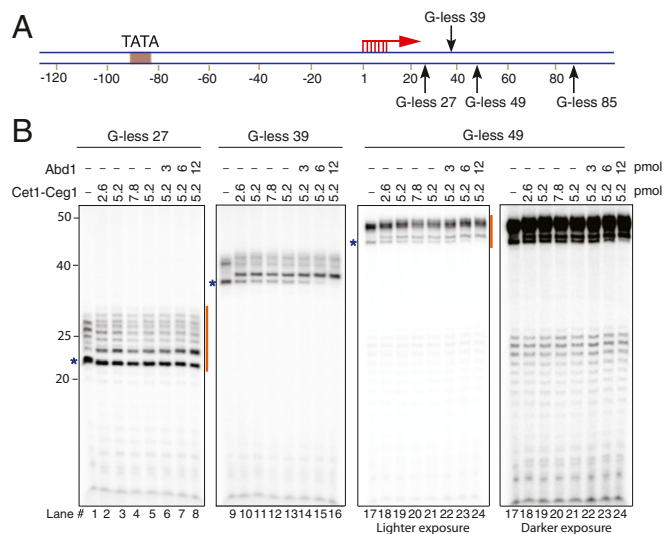 A
TATA
G-less 39
-120 -100 -80 -60 -40 -20 1 20 40 60 80
G-less 27 G-less 49 G-less 85
B
G-less 27 G-less 39 G-less 49
Abd1 – – – – – 3 6 12 – – – – – 3 6 12 – – – – – 3 6 12 – – – – – 3 6 12 pmol
Cet1-Ceg1 – 2.6 5.2 7.8 5.2 5.2 5.2 5.2 – 2.6 5.2 7.8 5.2 5.2 5.2 5.2 – 2.6 5.2 7.8 5.2 5.2 5.2 5.2 – 2.6 5.2 7.8 5.2 5.2 5.2 5.2 pmol
50
*
40
*
25
*
20
Lane # 1 2 3 4 5 6 7 8 9 10 11 12 13 14 15 16 17 18 19 20 21 22 23 24 17 18 19 20 21 22 23 24
Lighter exposure Darker exposure